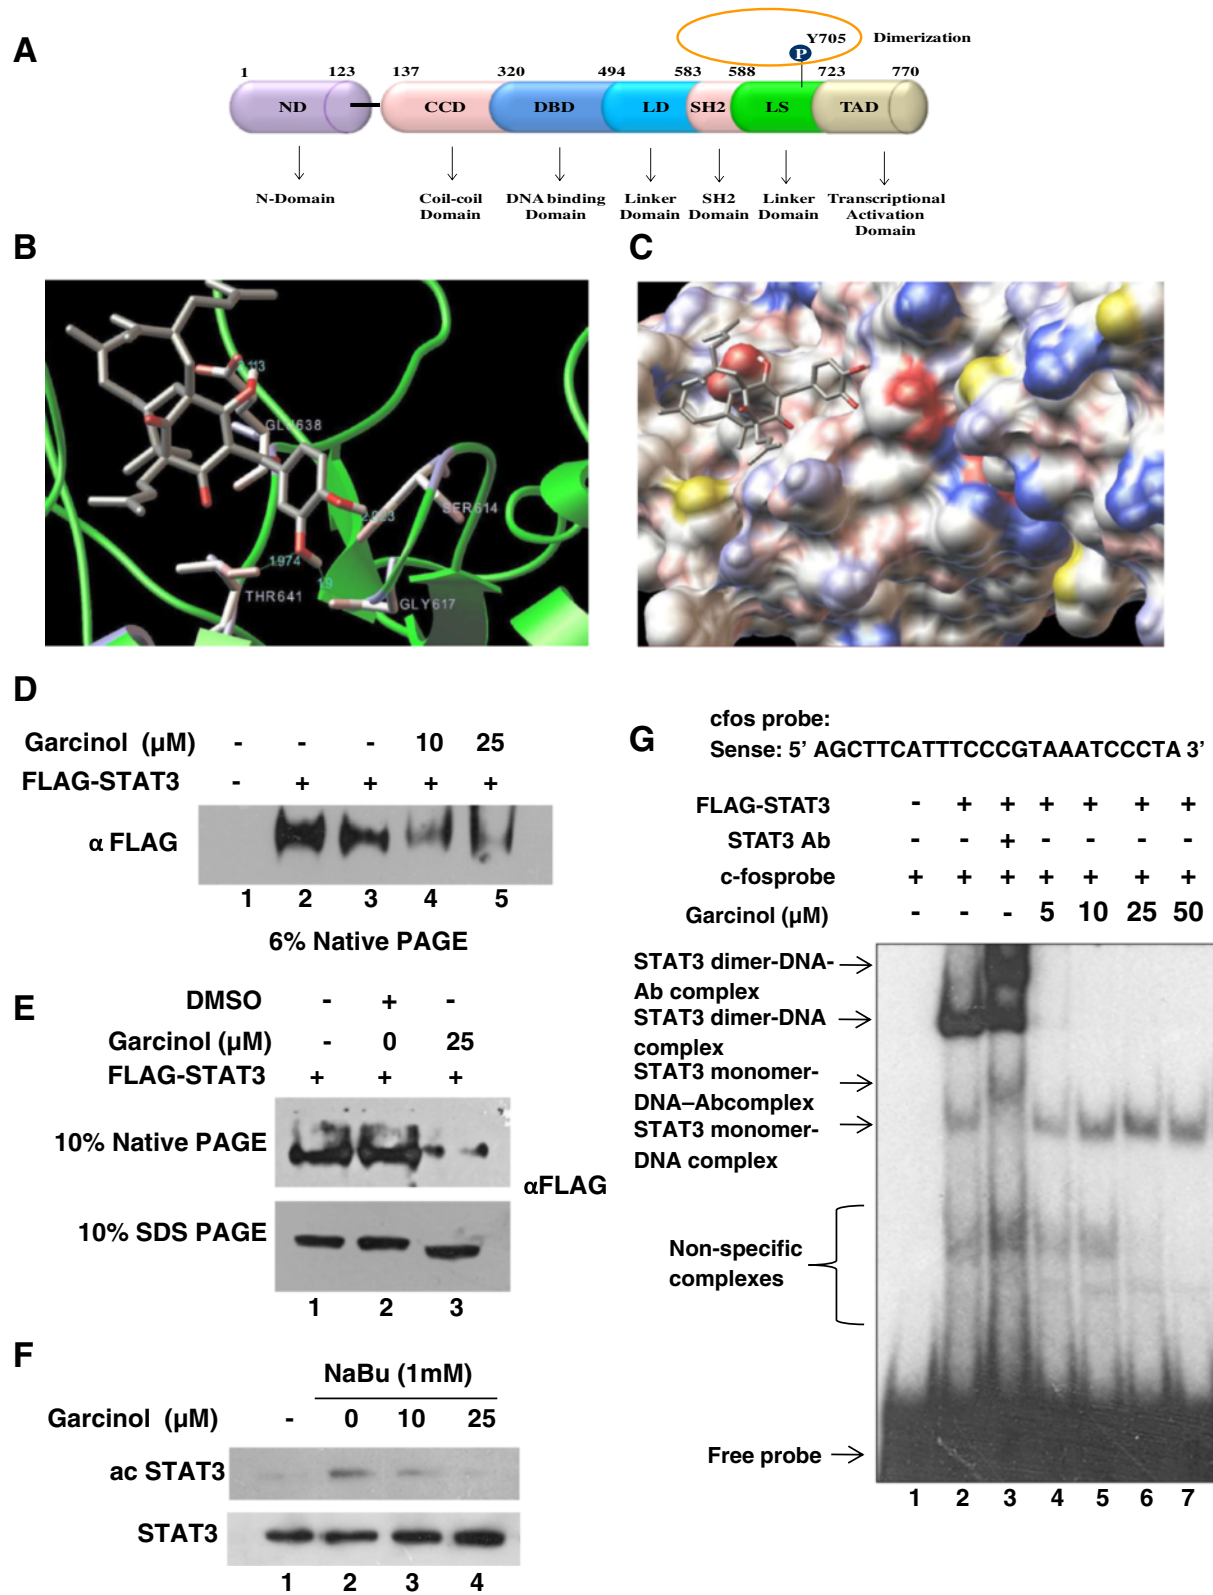 A
Y705
Dimerization
P
1 123 137 320 494 583 588 723 770
ND CCD DBD LD SH2 LS TAD
N-Domain
Coil-coil
Domain
DNA binding
Domain
Linker
Domain
SH2
Domain
Linker
Domain
Transcriptional
Activation
Domain
B
GLU638
SER614
1.974
1.9
THR641
GLY617
C
D
Garcinol (µM) - - - 10 25
FLAG-STAT3 - + + + +
α FLAG
1 2 3 4 5
6% Native PAGE
E
DMSO - + -
Garcinol (µM) - 0 25
FLAG-STAT3 + + +
10% Native PAGE
αFLAG
10% SDS PAGE
1 2 3
F
NaBu (1mM)
Garcinol (µM) - 0 10 25
ac STAT3
STAT3
1 2 3 4
G
cfos probe:
Sense: 5' AGCTTCATTTCCCGTAAATCCCTA 3'
FLAG-STAT3 - + + + + + +
STAT3 Ab - - + - - - -
c-fosprobe + + + + + + +
Garcinol (µM) - - - 5 10 25 50
STAT3 dimer-DNA-
Ab complex
STAT3 dimer-DNA
complex
STAT3 monomer-
DNA–Abcomplex
STAT3 monomer-
DNA complex
Non-specific
complexes
Free probe
1 2 3 4 5 6 7